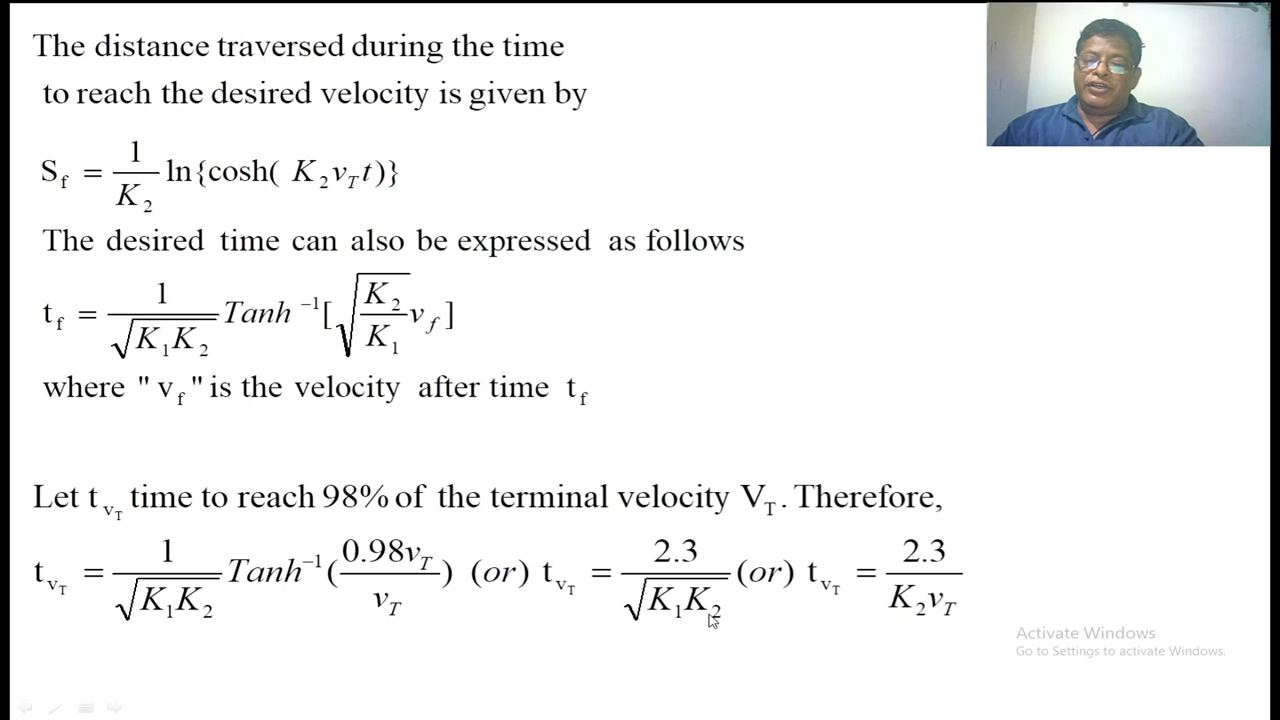 The distance traversed during the time
to reach the desired velocity is given by
S_f = 1/K_2 ln{cosh( K_2 v_T t)}
The desired time can also be expressed as follows
t_f = 1/√(K_1K_2) Tanh^-1[√(K_2/K_1) v_f]
where " v_f " is the velocity after time t_f
Let t_{v_T} time to reach 98% of the terminal velocity V_T. Therefore,
t_{v_T} = 1/√(K_1K_2) Tanh^-1(0.98v_T/v_T) (or) t_{v_T} = 2.3/√(K_1K_2) (or) t_{v_T} = 2.3/K_2v_T
Activate Windows
Go to Settings to activate Windows.